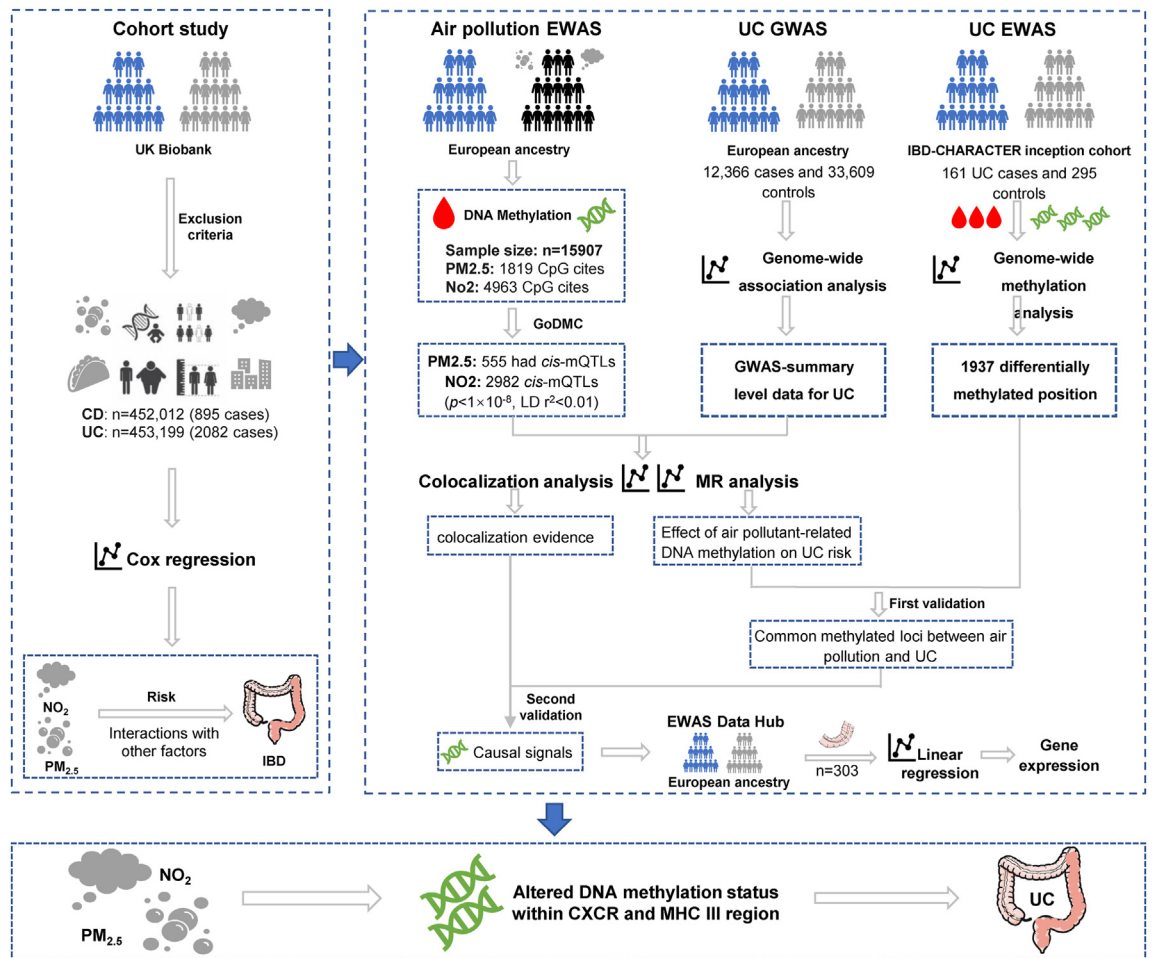 Cohort study
UK Biobank
Exclusion
criteria
CD: n=452,012 (895 cases)
UC: n=453,199 (2082 cases)
Cox regression
NO₂
PM₂.₅
Risk
Interactions with
other factors
IBD
Air pollution EWAS
European ancestry
DNA Methylation
Sample size: n=15907
PM2.5: 1819 CpG cites
No2: 4963 CpG cites
GoDMC
PM2.5: 555 had cis-mQTLs
NO2: 2982 cis-mQTLs
(p<1×10⁻⁸, LD r²<0.01)
UC GWAS
European ancestry
12,366 cases and 33,609
controls
Genome-wide
association analysis
GWAS-summary
level data for UC
UC EWAS
IBD-CHARACTER inception cohort
161 UC cases and 295
controls
Genome-wide
methylation
analysis
1937 differentially
methylated position
Colocalization analysis
MR analysis
colocalization evidence
Effect of air pollutant-related
DNA methylation on UC risk
First validation
Common methylated loci between air
pollution and UC
Second
validation
Causal signals
EWAS Data Hub
European ancestry
n=303
Linear
regression
Gene
expression
NO₂
PM₂.₅
Altered DNA methylation status
within CXCR and MHC III region
UC